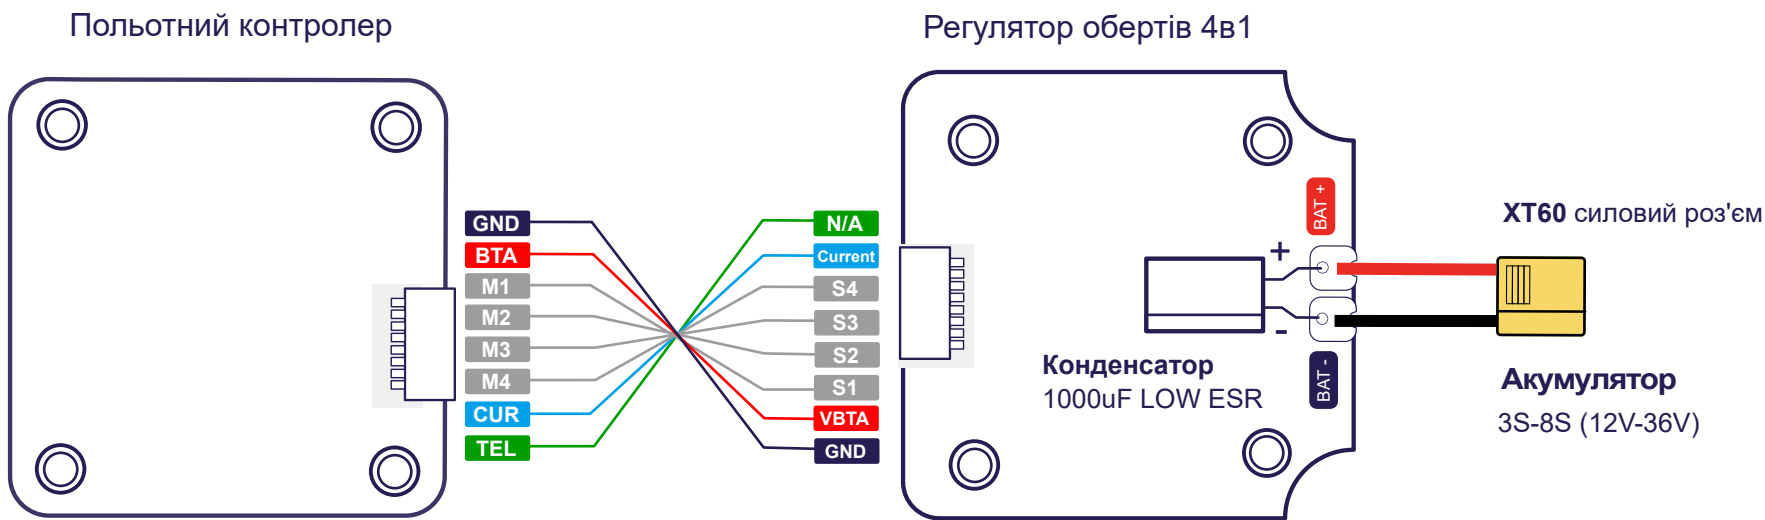 Польотний контролер
Регулятор обертів 4в1
GND
BTA
M1
M2
M3
M4
CUR
TEL
N/A
Current
S4
S3
S2
S1
VBTA
GND
BAT +
+
-
BAT -
Конденсатор
1000uF LOW ESR
XT60 силовий роз'єм
Акумулятор
3S-8S (12V-36V)